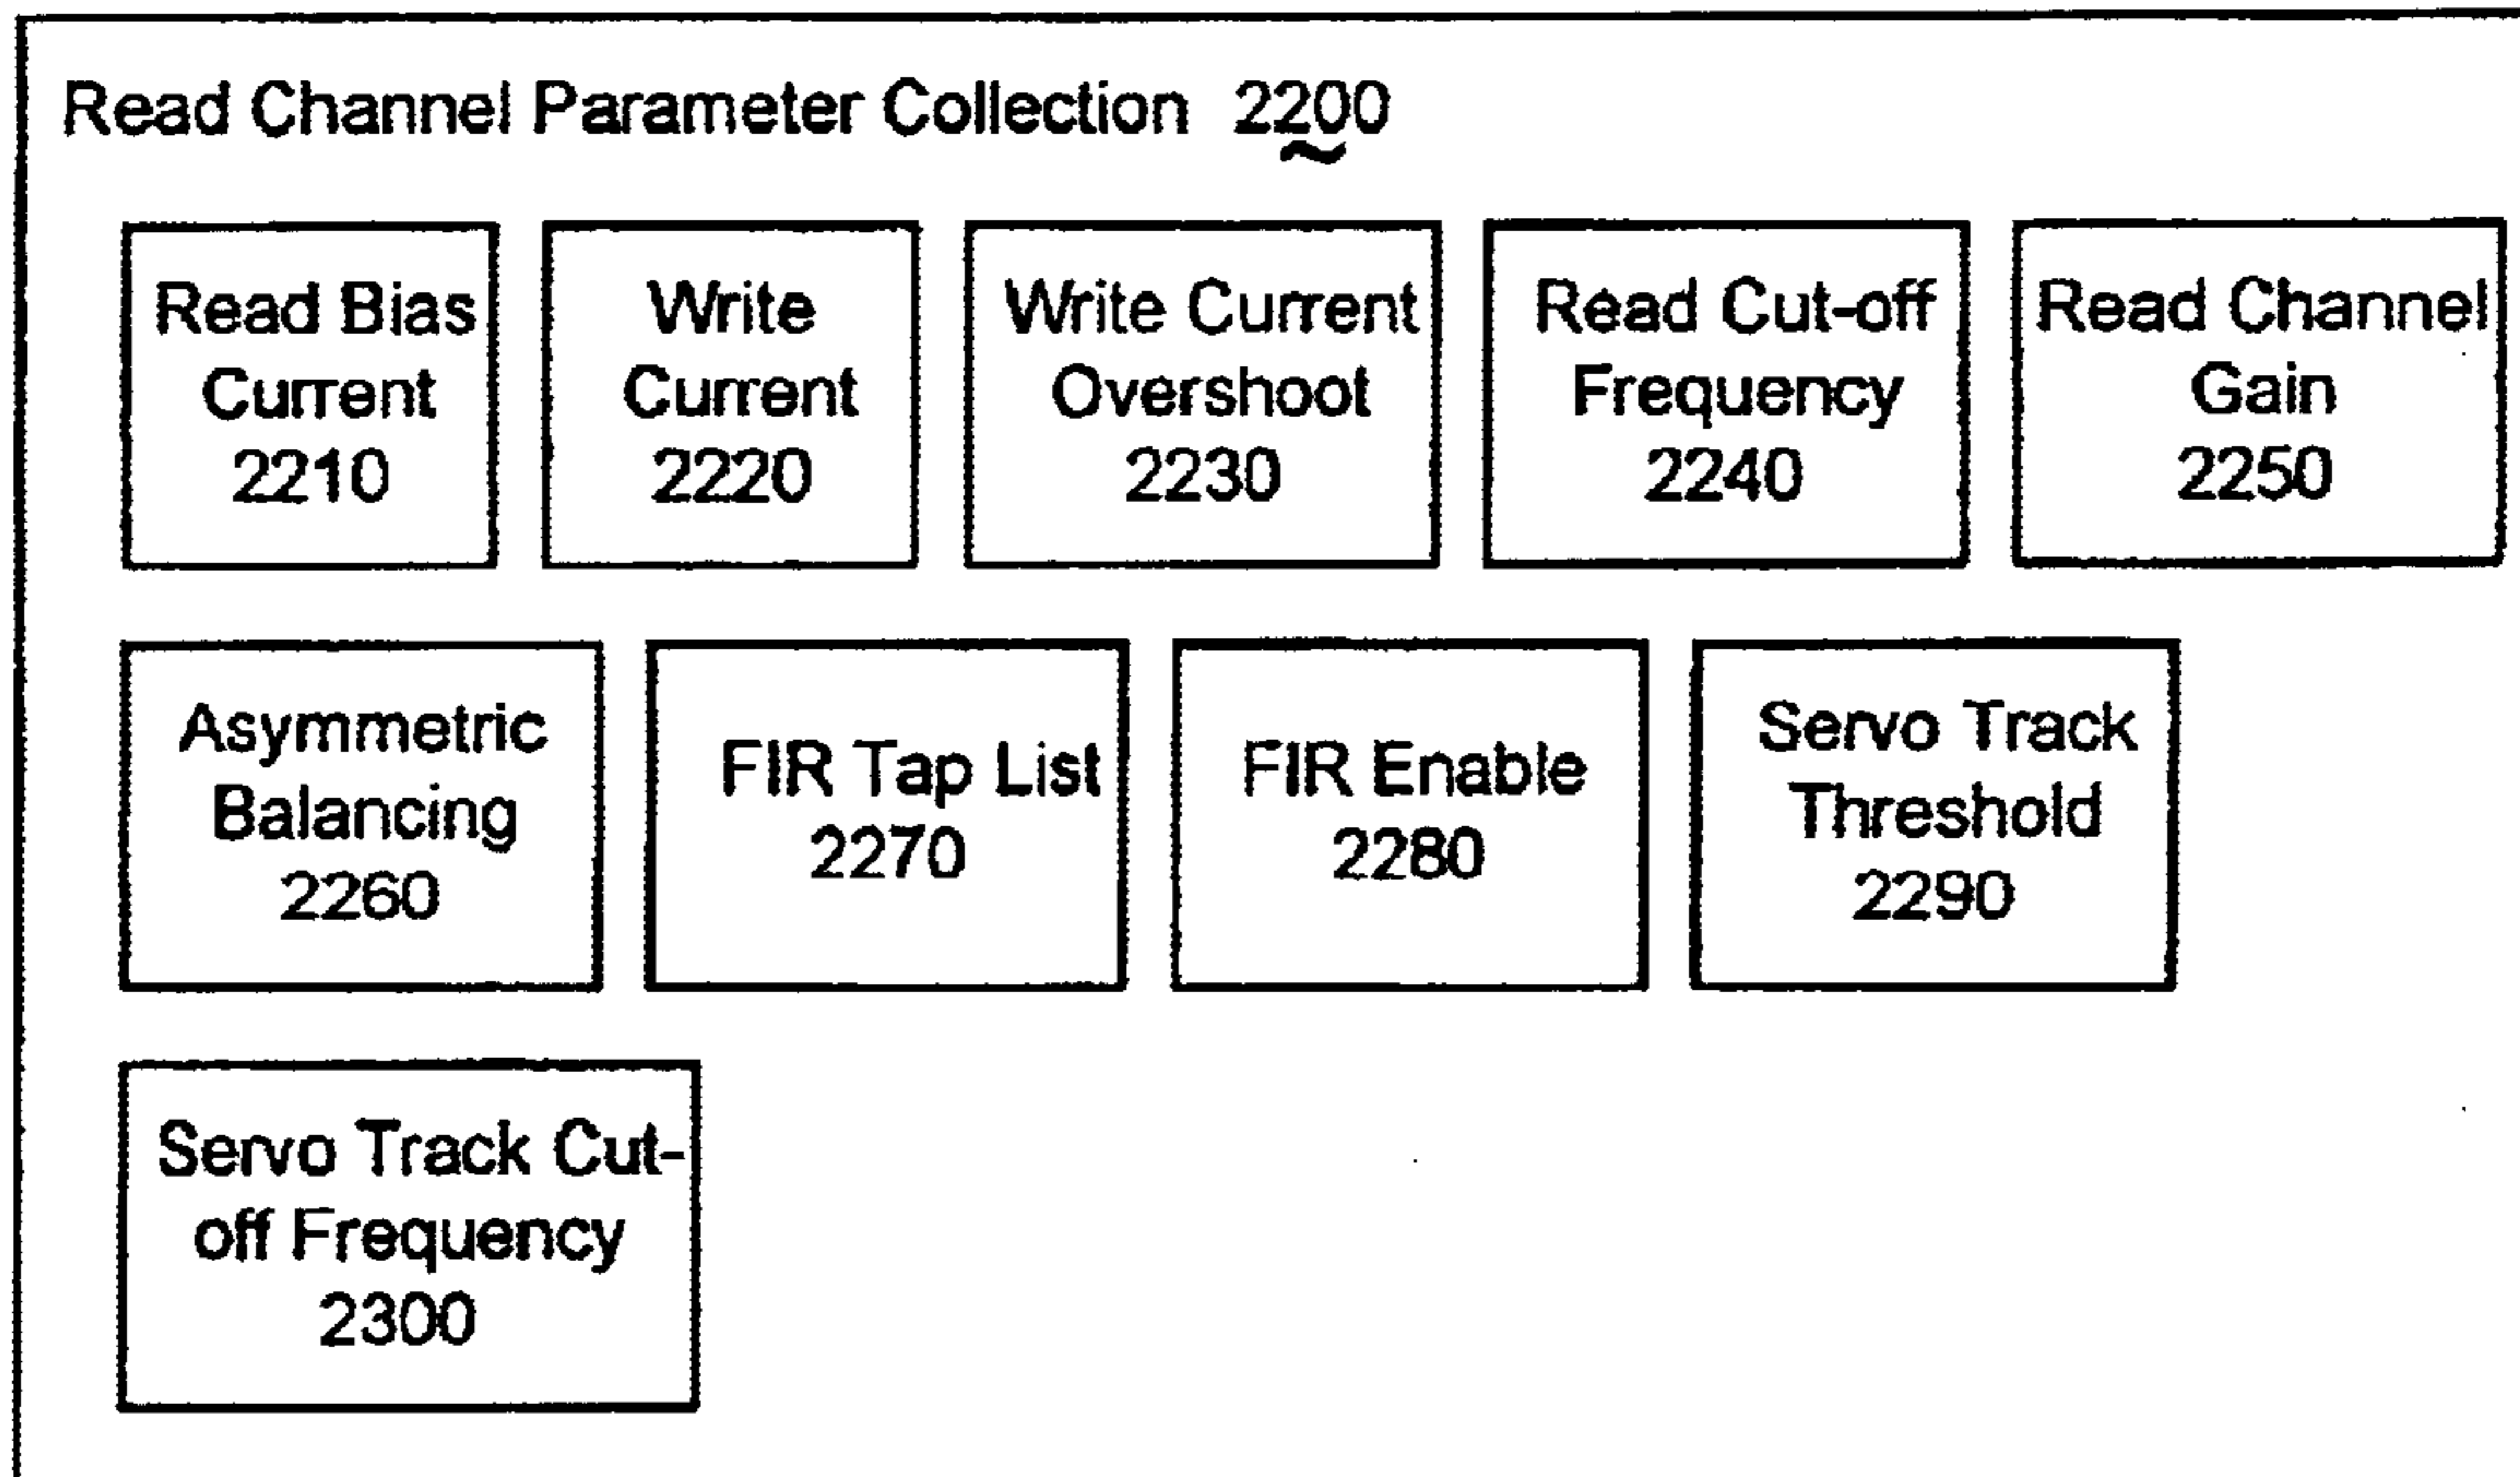 Read Channel Parameter Collection 2200
Read Bias
Current
2210
Write
Current
2220
Write Current
Overshoot
2230
Read Cut-off
Frequency
2240
Read Channel
Gain
2250
Asymmetric
Balancing
2260
FIR Tap List
2270
FIR Enable
2280
Servo Track
Threshold
2290
Servo Track Cut-
off Frequency
2300